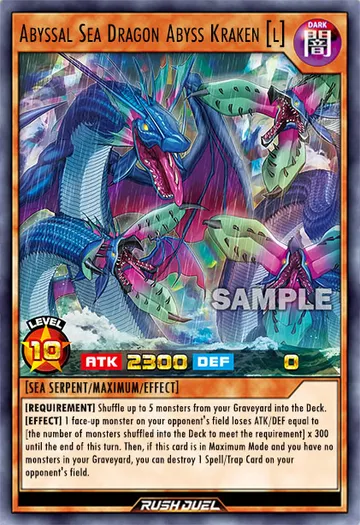 Abyssal Sea Dragon Abyss Kraken [L]
DARK
闇
SAMPLE
LEVEL
10
ATK 2300 DEF 0
[SEA SERPENT/MAXIMUM/EFFECT]
[REQUIREMENT] Shuffle up to 5 monsters from your Graveyard into the Deck.
[EFFECT] 1 face-up monster on your opponent's field loses ATK/DEF equal to
[the number of monsters shuffled into the Deck to meet the requirement] x 300
until the end of this turn. Then, if this card is in Maximum Mode and you have no
monsters in your Graveyard, you can destroy 1 Spell/Trap Card on your
opponent's field.
RUSH DUEL